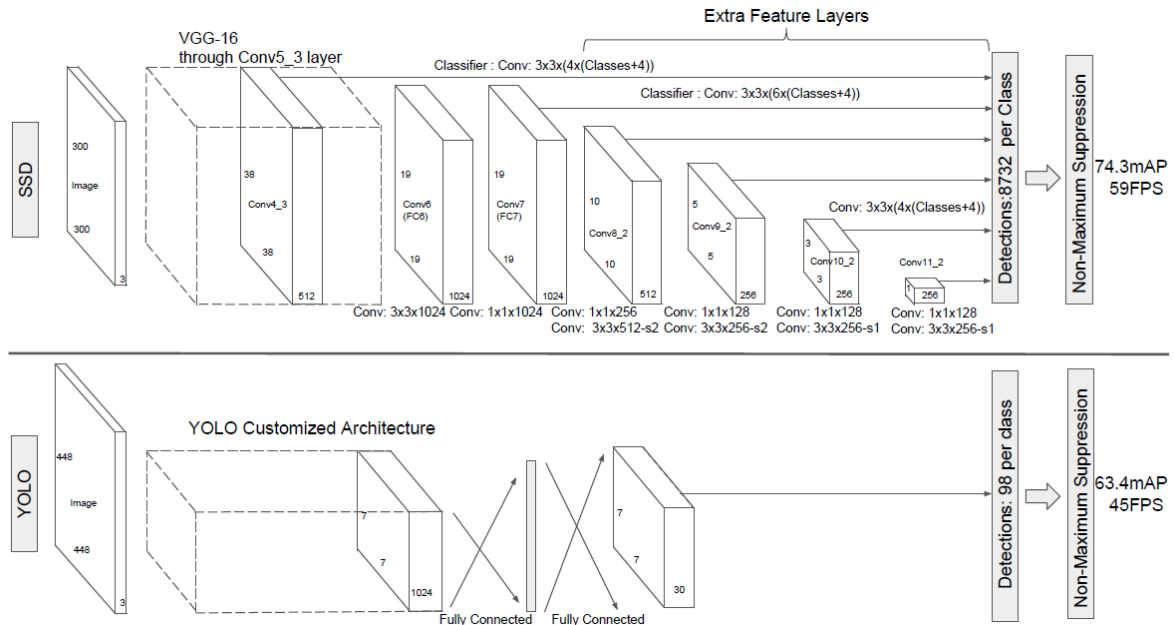 Extra Feature Layers
VGG-16
through Conv5_3 layer
Classifier : Conv: 3x3x(4x(Classes+4))
Classifier : Conv: 3x3x(6x(Classes+4))
SSD
300
Image
300
3
38
Conv4_3
38
512
19
Conv6
(FC6)
19
1024
19
Conv7
(FC7)
19
1024
10
Conv8_2
10
512
5
Conv9_2
5
256
Conv: 3x3x(4x(Classes+4))
3
Conv10_2
3
256
Conv11_2
1
256
Conv: 3x3x1024
Conv: 1x1x1024
Conv: 1x1x256
Conv: 3x3x512-s2
Conv: 1x1x128
Conv: 3x3x256-s2
Conv: 1x1x128
Conv: 3x3x256-s1
Conv: 1x1x128
Conv: 3x3x256-s1
Detections:8732 per Class
Non-Maximum Suppression
74.3mAP
59FPS
YOLO
448
Image
448
3
YOLO Customized Architecture
7
7
1024
Fully Connected
Fully Connected
7
7
30
Detections: 98 per class
Non-Maximum Suppression
63.4mAP
45FPS